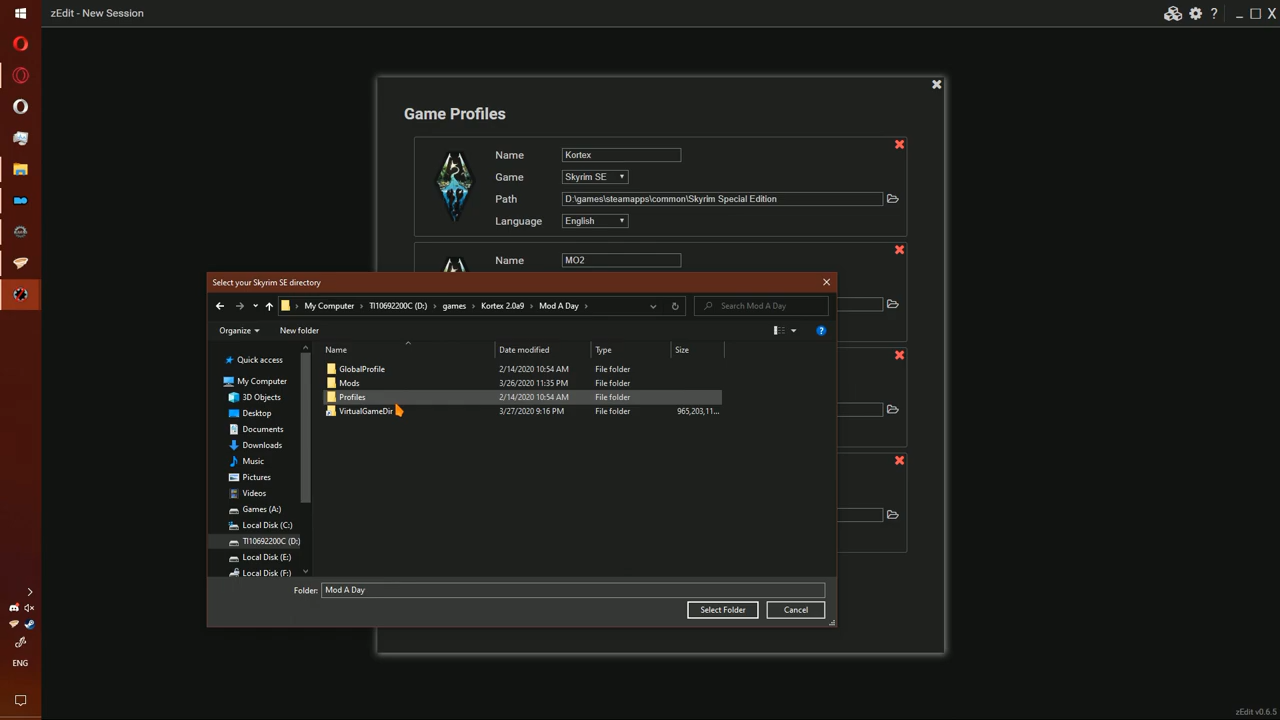 zEdit - New Session
?
Game Profiles
Name Kortex
Game Skyrim SE
Path D:\games\steamapps\common\Skyrim Special Edition
Language English
Name MO2
Select your Skyrim SE directory
My Computer > TI10692200C (D:) > games > Kortex 2.0a9 > Mod A Day >
Search Mod A Day
Organize
New folder
?
Name Date modified Type Size
Quick access
My Computer
3D Objects
Desktop
Documents
Downloads
Music
Pictures
Videos
Games (A:)
Local Disk (C:)
TI10692200C (D:)
Local Disk (E:)
Local Disk (F:)
GlobalProfile 2/14/2020 10:54 AM File folder
Mods 3/26/2020 11:35 PM File folder
Profiles 2/14/2020 10:54 AM File folder
VirtualGameDir 3/27/2020 9:16 PM File folder 965,203,11...
Folder: Mod A Day
Select Folder
Cancel
ENG
zEdit v0.6.5